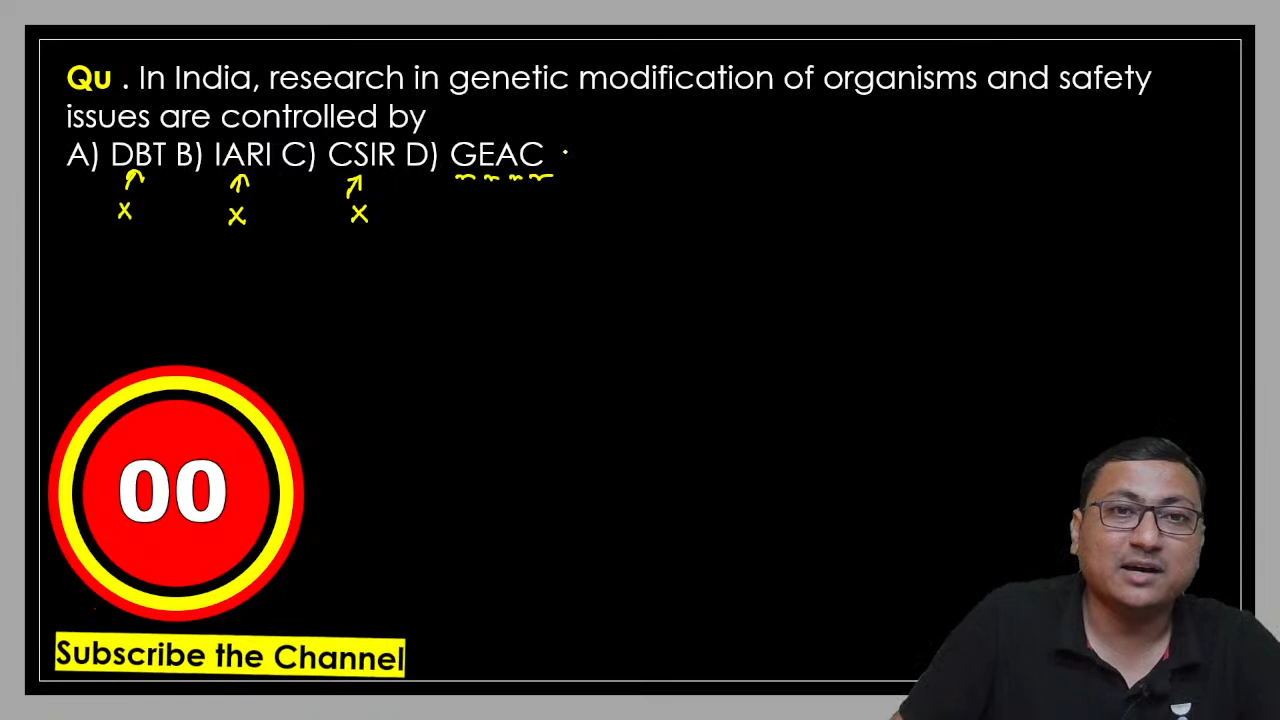 Qu . In India, research in genetic modification of organisms and safety
issues are controlled by
A) DBT B) IARI C) CSIR D) GEAC
x x x
00
Subscribe the Channel